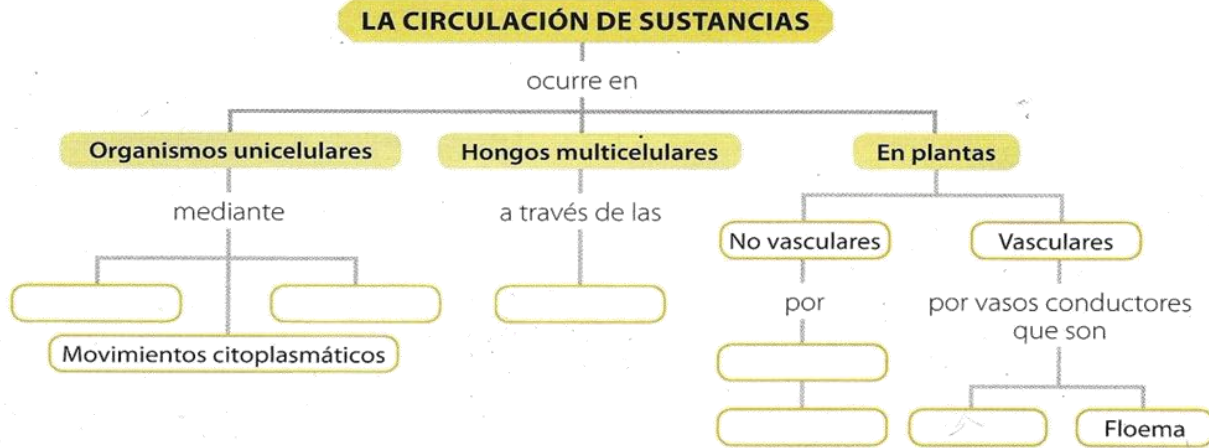 LA CIRCULACIÓN DE SUSTANCIAS
ocurre en
Organismos unicelulares
Hongos multicelulares
En plantas
mediante
a través de las
No vasculares
Vasculares
por
por vasos conductores
que son
Movimientos citoplasmáticos
Floema